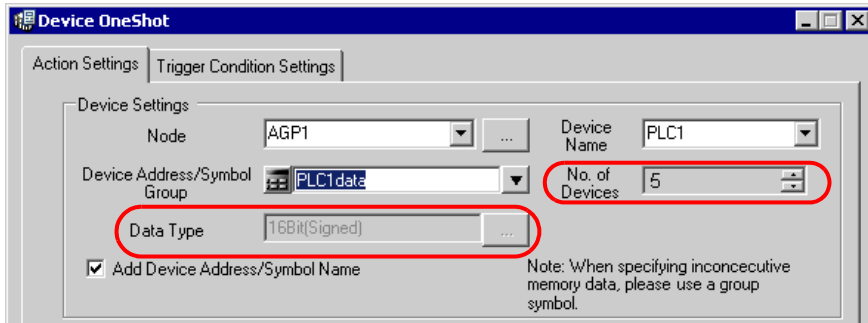 Device OneShot
Action Settings
Trigger Condition Settings
Device Settings
Node
AGP1
...
Device
Name
PLC1
Device Address/Symbol
Group
PLC1data
No. of
Devices
5
Data Type
16Bit(Signed)
...
Add Device Address/Symbol Name
Note: When specifying inconcecutive
memory data, please use a group
symbol.